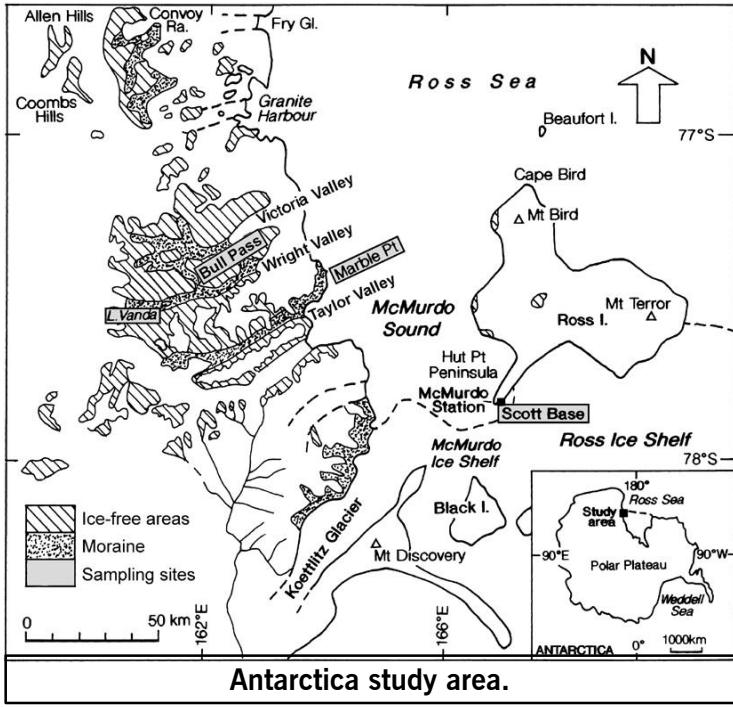 Allen Hills
Convoy
Ra.
Fry Gl.
Coombs
Hills
Granite
Harbour
Ross Sea
N
Beaufort I.
77°S
Cape Bird
Mt Bird
Victoria Valley
Bull Pass
Wright Valley
Marble Pt
L.Vanda
Taylor Valley
McMurdo
Sound
Mt Terror
Ross I.
Hut Pt
Peninsula
McMurdo
Station
Scott Base
McMurdo
Ice Shelf
Ross Ice Shelf
78°S
Black I.
Koettlitz Glacier
Mt Discovery
Ice-free areas
Moraine
Sampling sites
0
50 km
162°E
166°E
180°
Ross Sea
Study
area
90°E
90°W
Polar Plateau
Weddell
Sea
ANTARCTICA
0°
1000km
Antarctica study area.